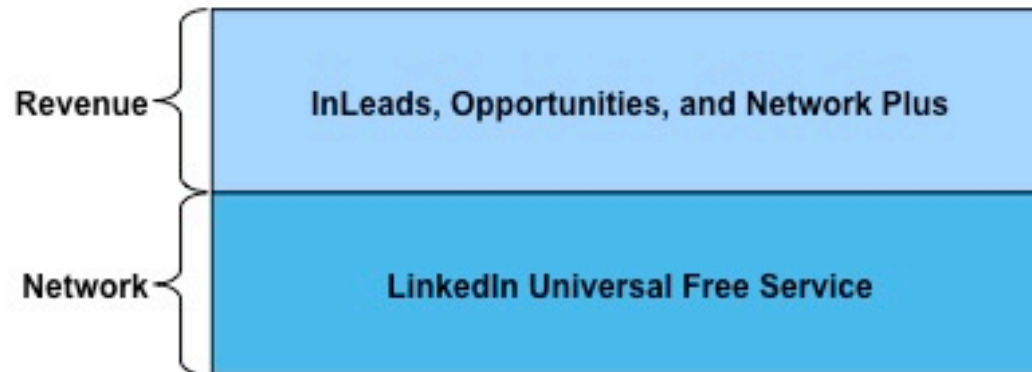 Revenue
InLeads, Opportunities, and Network Plus
Network
LinkedIn Universal Free Service